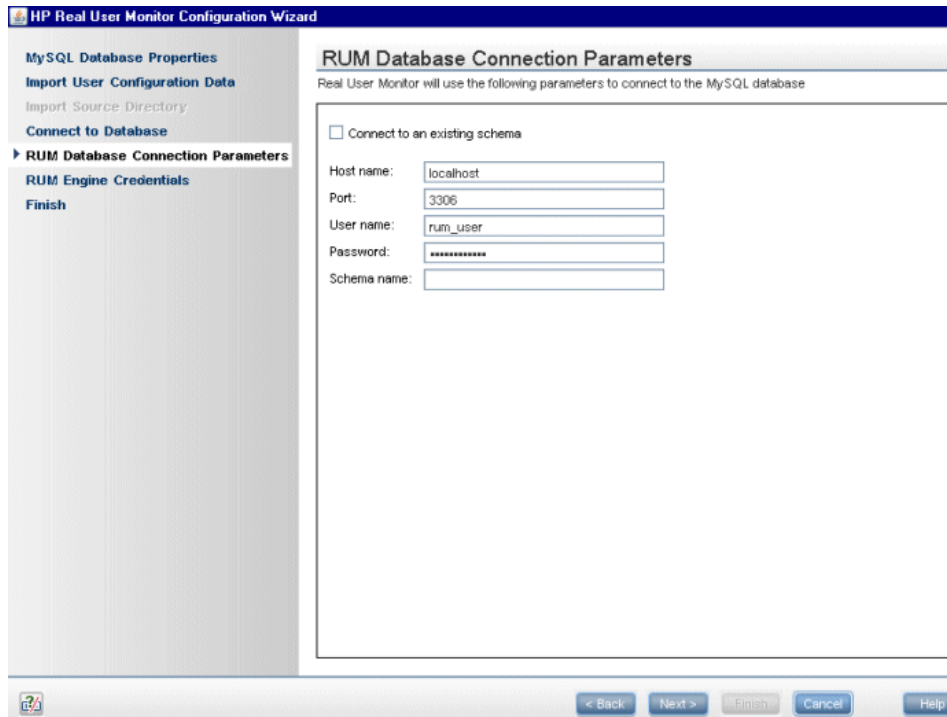 HP Real User Monitor Configuration Wizard
MySQL Database Properties
Import User Configuration Data
Import Source Directory
Connect to Database
RUM Database Connection Parameters
RUM Engine Credentials
Finish
RUM Database Connection Parameters
Real User Monitor will use the following parameters to connect to the MySQL database
Connect to an existing schema
Host name: localhost
Port: 3306
User name: rum_user
Password: ••••••••••••
Schema name:
< Back Next > Finish Cancel Help